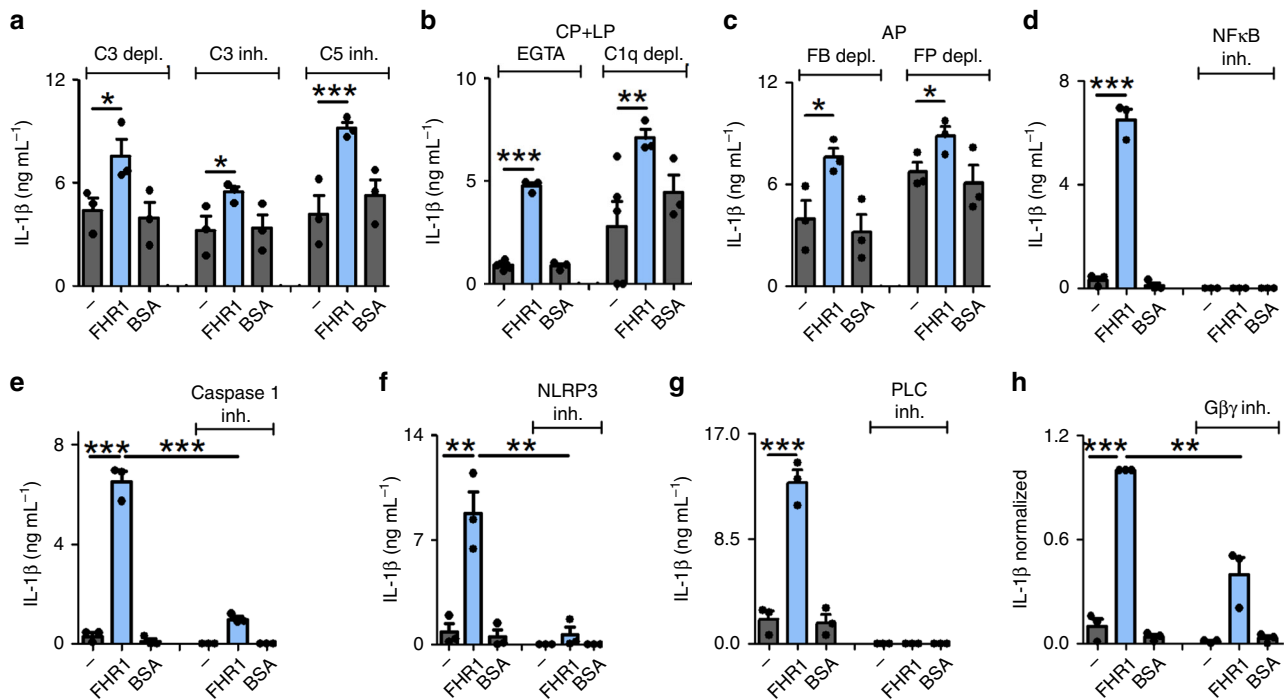 a
C3 depl. C3 inh. C5 inh.
IL-1β (ng mL−1)
12
6
0
* * ***
– FHR1 BSA – FHR1 BSA – FHR1 BSA
b
CP+LP
EGTA C1q depl.
IL-1β (ng mL−1)
10
5
0
*** **
– FHR1 BSA – FHR1 BSA
c
AP
FB depl. FP depl.
IL-1β (ng mL−1)
12
6
0
* *
– FHR1 BSA – FHR1 BSA
d
NFκB
inh.
IL-1β (ng mL−1)
8
4
0
***
– FHR1 BSA – FHR1 BSA
e
Caspase 1
inh.
IL-1β (ng mL−1)
8
4
0
*** ***
– FHR1 BSA – FHR1 BSA
f
NLRP3
inh.
IL-1β (ng mL−1)
14
7
0
** **
– FHR1 BSA – FHR1 BSA
g
PLC
inh.
IL-1β (ng mL−1)
17.0
8.5
0.0
***
– FHR1 BSA – FHR1 BSA
h
Gβγ inh.
IL-1β normalized
1.2
0.6
0.0
*** **
– FHR1 BSA – FHR1 BSA